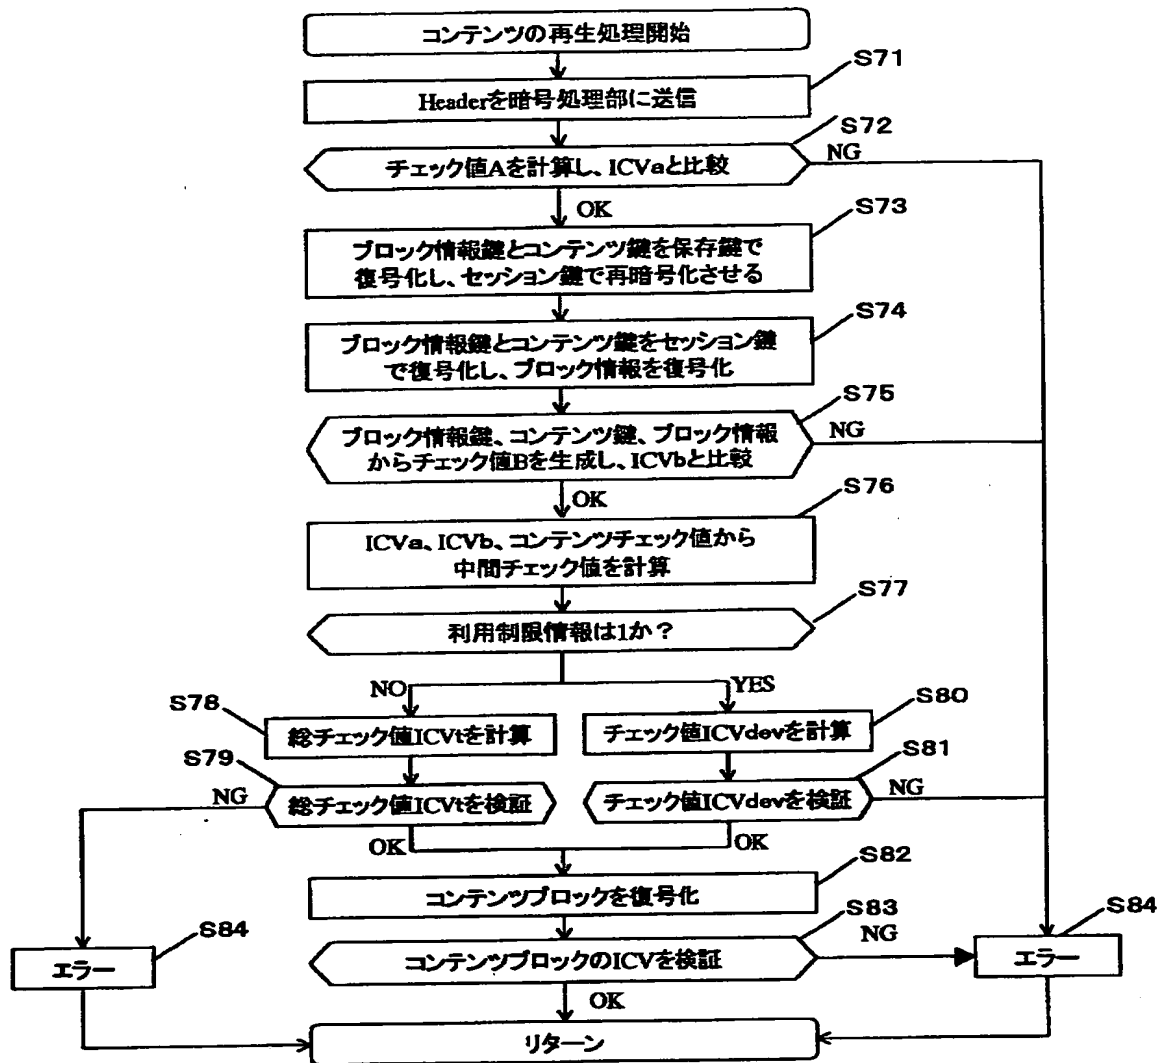 コンテンツの再生処理開始
S71
Headerを暗号処理部に送信
S72
チェック値Aを計算し、ICVaと比較
NG
OK
S73
ブロック情報鍵とコンテンツ鍵を保存鍵で
復号化し、セッション鍵で再暗号化させる
S74
ブロック情報鍵とコンテンツ鍵をセッション鍵
で復号化し、ブロック情報を復号化
S75
ブロック情報鍵、コンテンツ鍵、ブロック情報
からチェック値Bを生成し、ICVbと比較
NG
OK
S76
ICVa、ICVb、コンテンツチェック値から
中間チェック値を計算
S77
利用制限情報は1か？
NO
YES
S78
総チェック値ICVtを計算
S80
チェック値ICVdevを計算
S79
NG
総チェック値ICVtを検証
S81
チェック値ICVdevを検証
NG
OK
OK
S82
コンテンツブロックを復号化
S83
コンテンツブロックのICVを検証
NG
S84
エラー
S84
エラー
OK
リターン